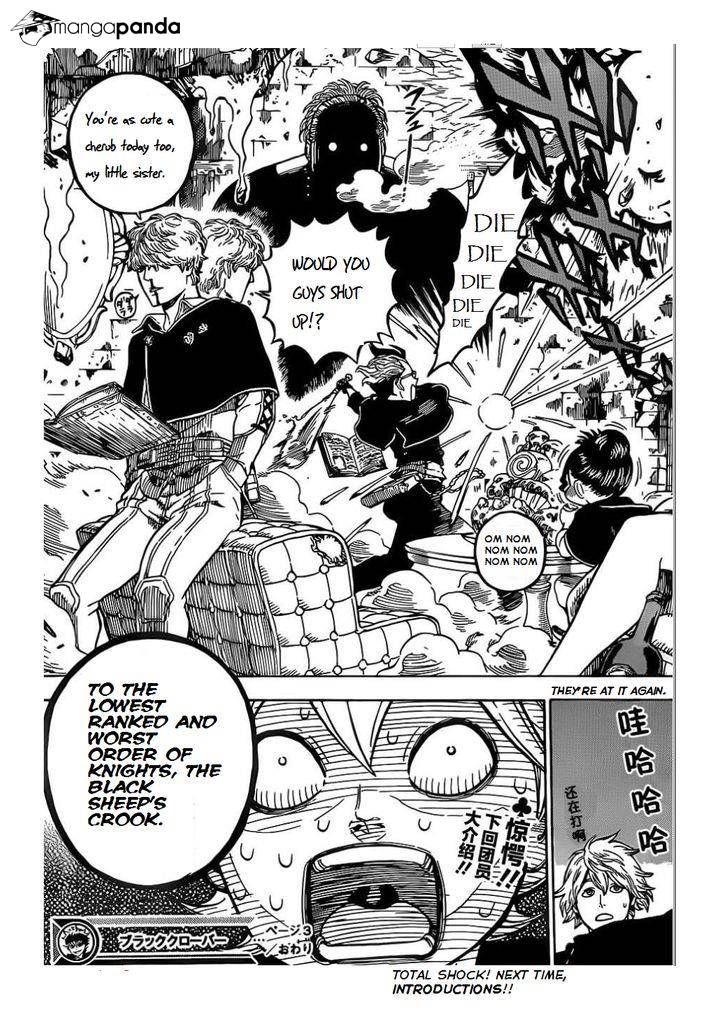 mangapanda
You're as cute a
cherub today too,
my little sister.
WOULD YOU
GUYS SHUT
UP!?
DIE
DIE
DIE
DIE
DIE
OM NOM
NOM NOM
NOM NOM
THEY'RE AT IT AGAIN.
TO THE
LOWEST
RANKED AND
WORST
ORDER OF
KNIGHTS, THE
BLACK
SHEEP'S
CROOK.
♣惊愕!!
下回团员
大介绍!!
哇哈哈哈
还在打啊
ブラッククローバー
ページ3
おわり
TOTAL SHOCK! NEXT TIME,
INTRODUCTIONS!!